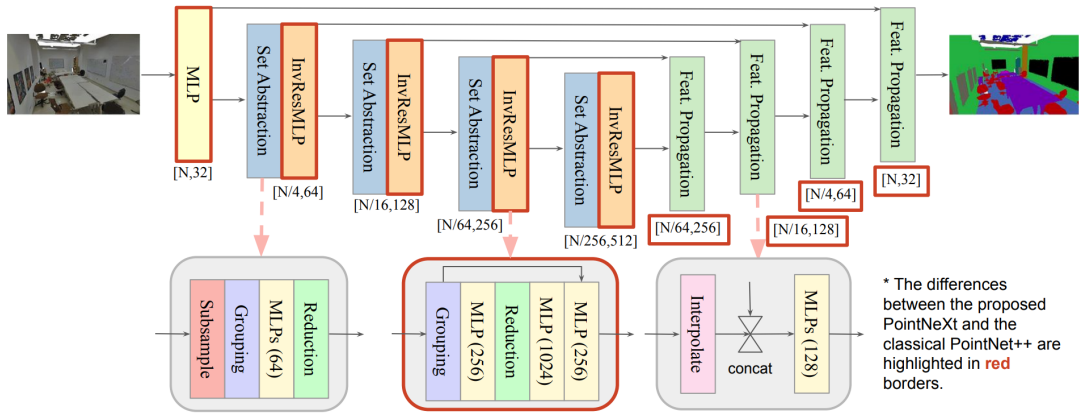 MLP
Set Abstraction
InvResMLP
Set Abstraction
InvResMLP
Set Abstraction
InvResMLP
Set Abstraction
InvResMLP
Feat. Propagation
Feat. Propagation
Feat. Propagation
Feat. Propagation
[N,32]
[N/4,64]
[N/16,128]
[N/64,256]
[N/256,512]
[N/64,256]
[N/16,128]
[N/4,64]
[N,32]
Subsample
Grouping
MLPs (64)
Reduction
Grouping
MLP (256)
Reduction
MLP (1024)
MLP (256)
Interpolate
concat
MLPs (128)
* The differences
between the proposed
PointNeXt and the
classical PointNet++ are
highlighted in red
borders.